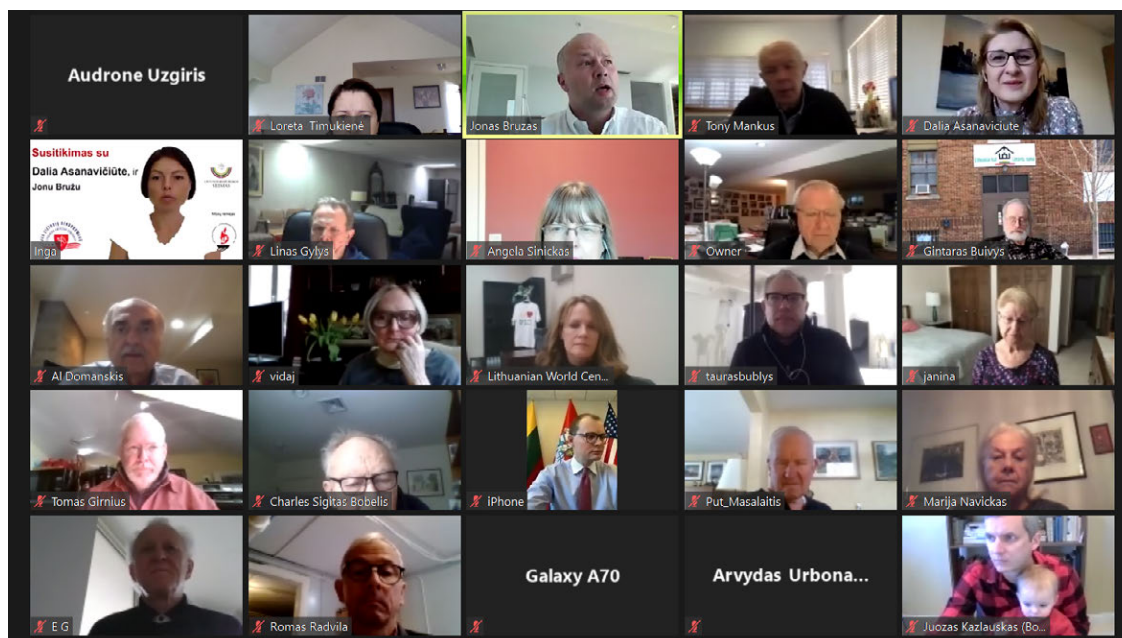 Audrone Uzgiris
Loreta Timukienė
Jonas Bruzas
Tony Mankus
Dalia Asanaviciute
Susitikimas su
Dalia Asanavičiūte, ir
Jonu Bružu
Inga
Linas Gylys
Angela Sinickas
Owner
Gintaras Buivys
Al Domanskis
vidaj
Lithuanian World Cen...
taurasbublys
janina
Tomas Girnius
Charles Sigitas Bobelis
iPhone
Put_Masalaitis
Marija Navickas
E G
Romas Radvila
Galaxy A70
Arvydas Urbona...
Juozas Kazlauskas (Bo...